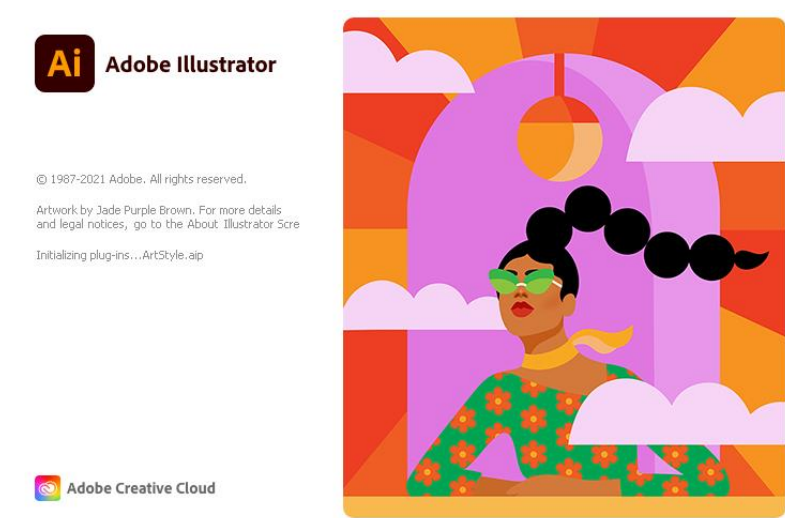 Ai Adobe Illustrator
© 1987-2021 Adobe. All rights reserved.
Artwork by Jade Purple Brown. For more details
and legal notices, go to the About Illustrator Scre
Initializing plug-ins...ArtStyle.aip
Adobe Creative Cloud